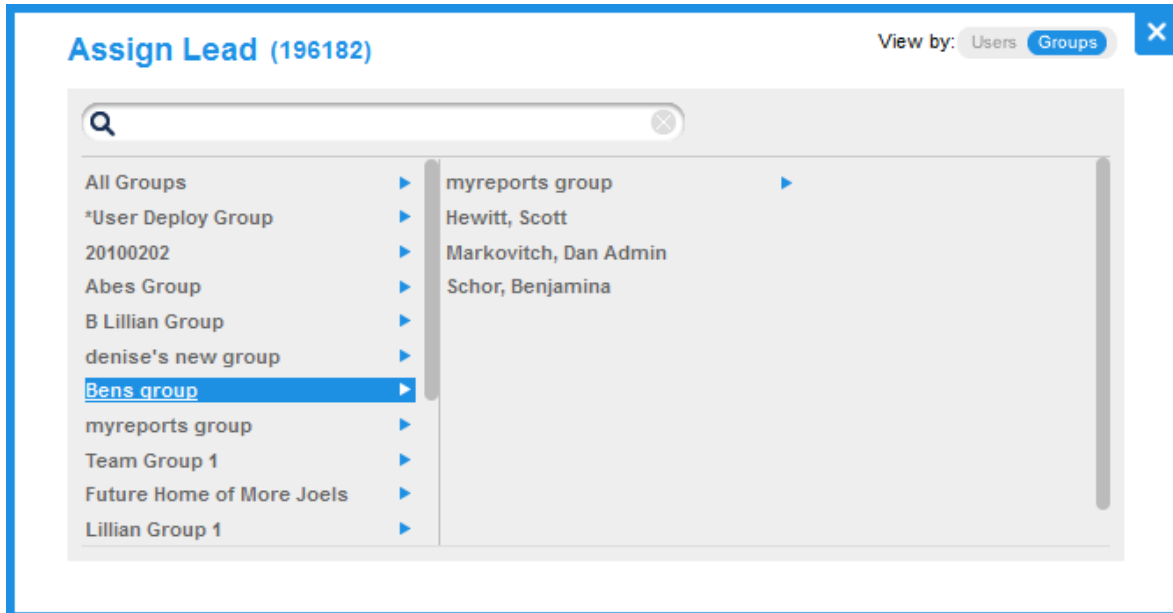 Assign Lead (196182)
View by: Users Groups
All Groups
*User Deploy Group
20100202
Abes Group
B Lillian Group
denise's new group
Bens group
myreports group
Team Group 1
Future Home of More Joels
Lillian Group 1
myreports group
Hewitt, Scott
Markovitch, Dan Admin
Schor, Benjamina